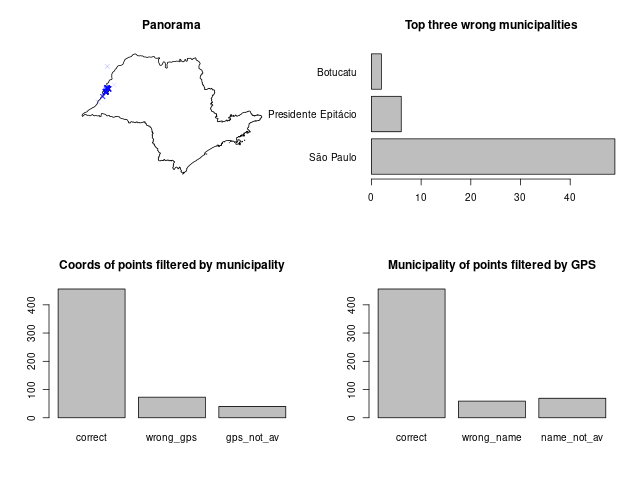 Panorama
Top three wrong municipalities
Botucatu
Presidente Epitácio
São Paulo
0 10 20 30 40
Coords of points filtered by municipality
0 100 200 300 400
correct wrong_gps gps_not_av
Municipality of points filtered by GPS
0 100 200 300 400
correct wrong_name name_not_av